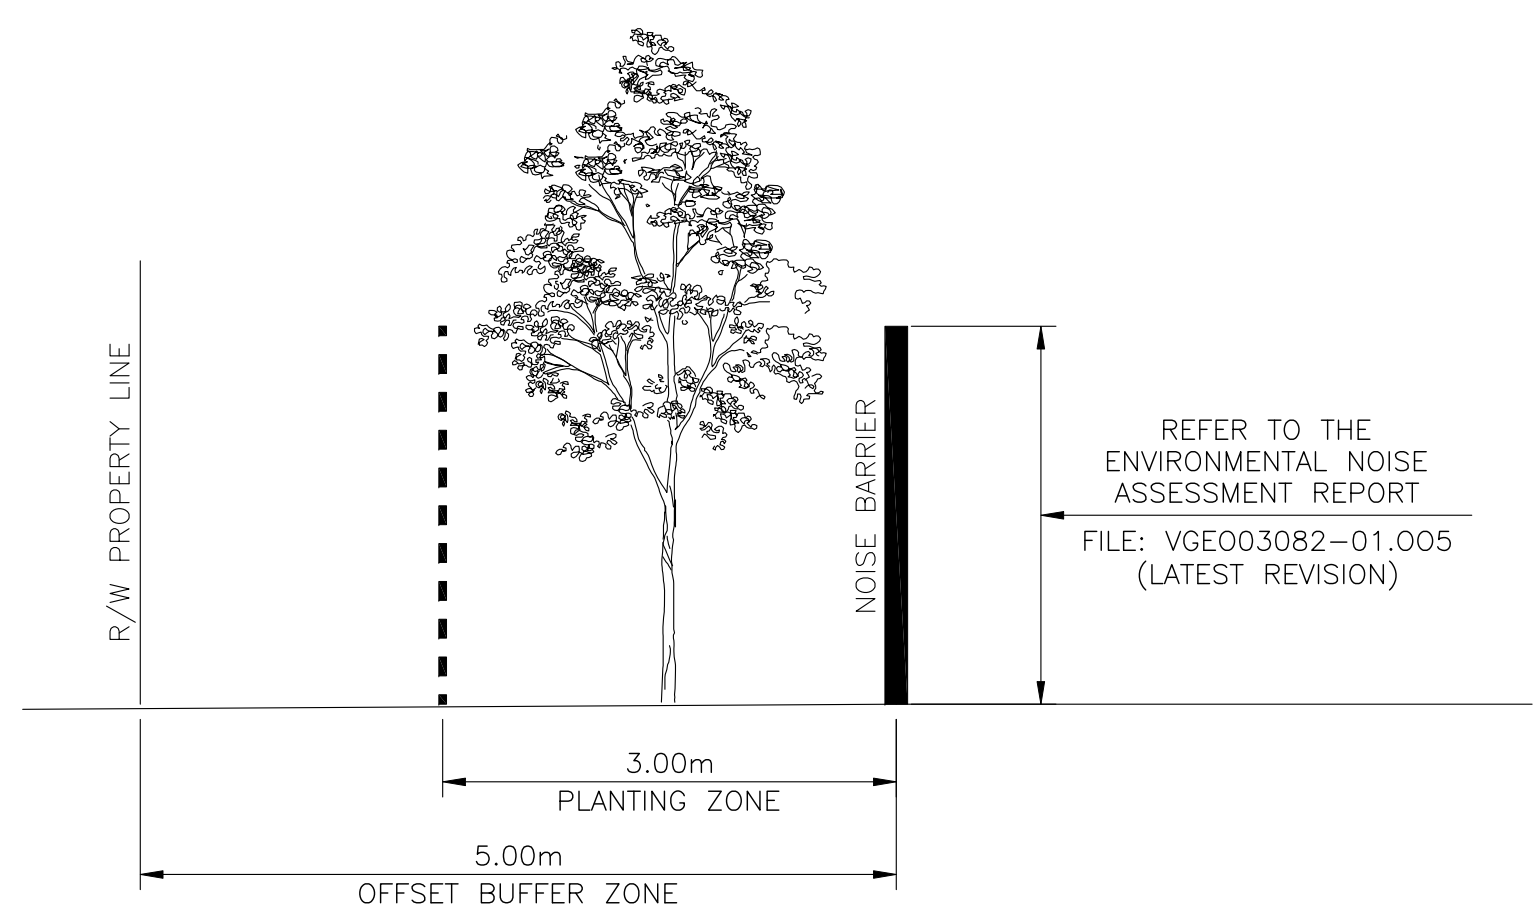 R/W PROPERTY LINE
NOISE BARRIER
REFER TO THE
ENVIRONMENTAL NOISE
ASSESSMENT REPORT
FILE: VGEO03082-01.005
(LATEST REVISION)
3.00m
PLANTING ZONE
5.00m
OFFSET BUFFER ZONE